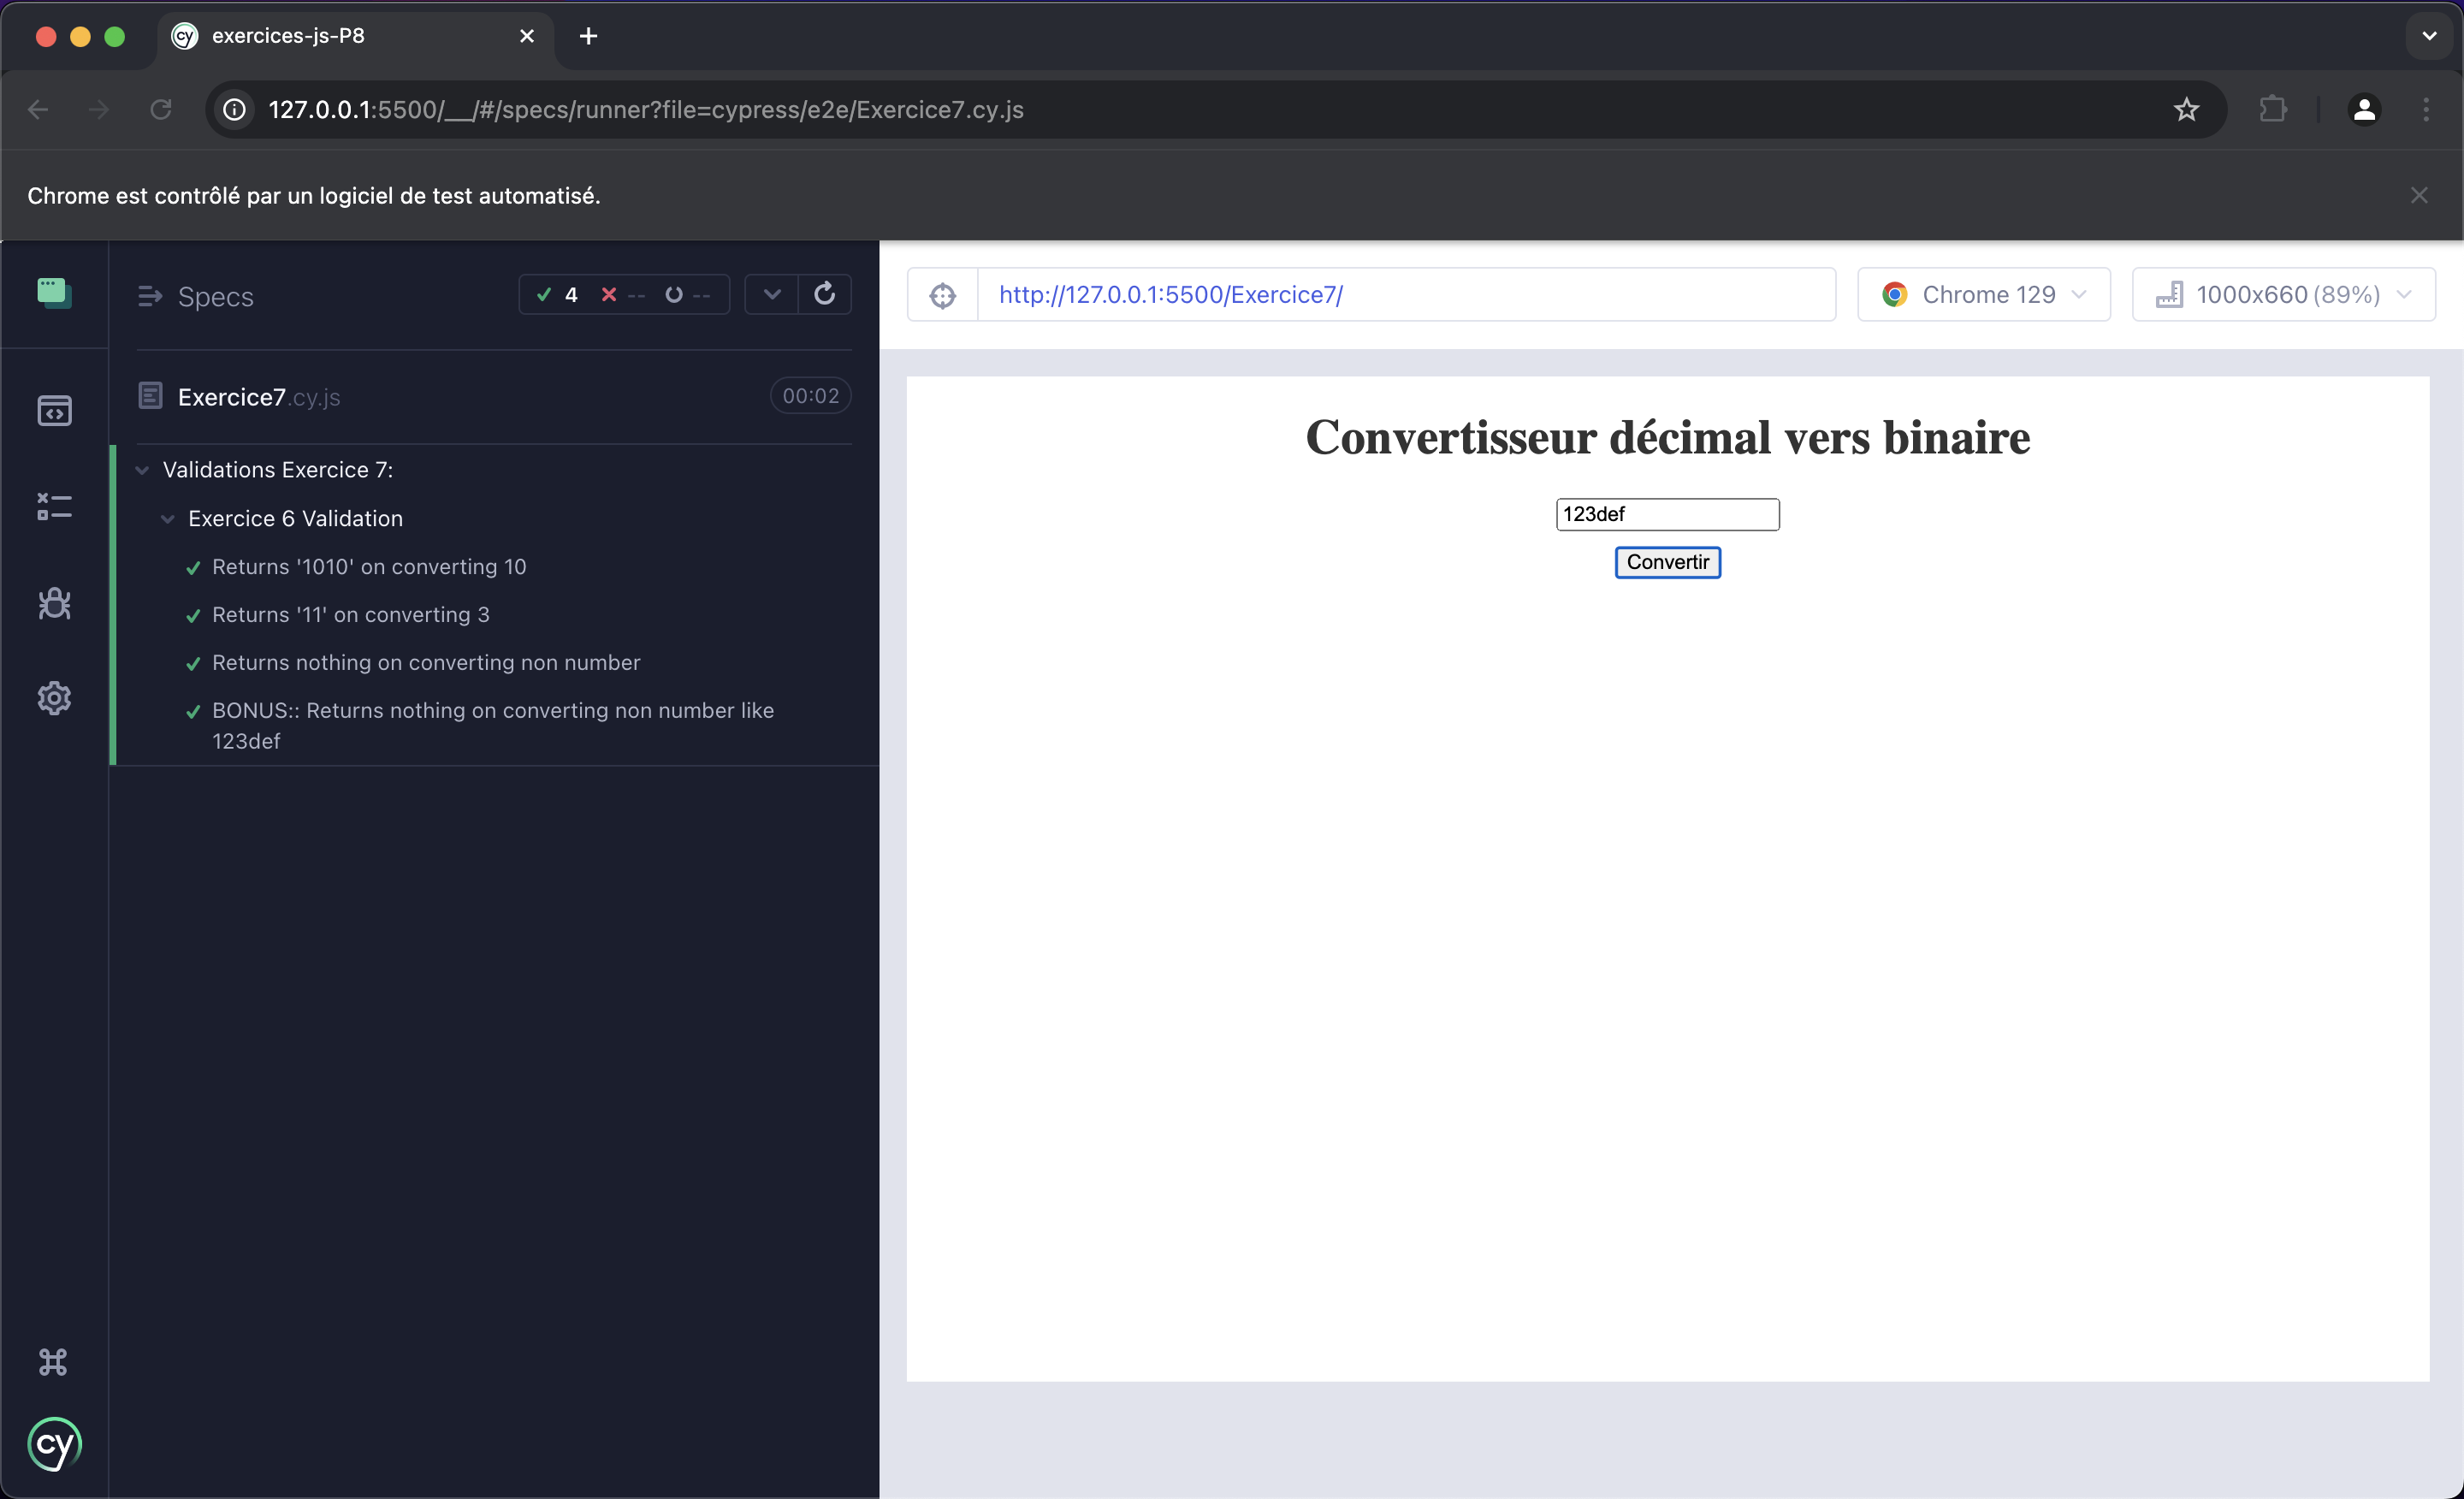 exercices-js-P8
127.0.0.1:5500/__/#/specs/runner?file=cypress/e2e/Exercice7.cy.js
Chrome est contrôlé par un logiciel de test automatisé.
Specs
4 -- --
http://127.0.0.1:5500/Exercice7/
Chrome 129
1000x660 (89%)
Exercice7.cy.js
00:02
Validations Exercice 7:
Exercice 6 Validation
Returns '1010' on converting 10
Returns '11' on converting 3
Returns nothing on converting non number
BONUS:: Returns nothing on converting non number like
123def
cy
Convertisseur décimal vers binaire
123def
Convertir